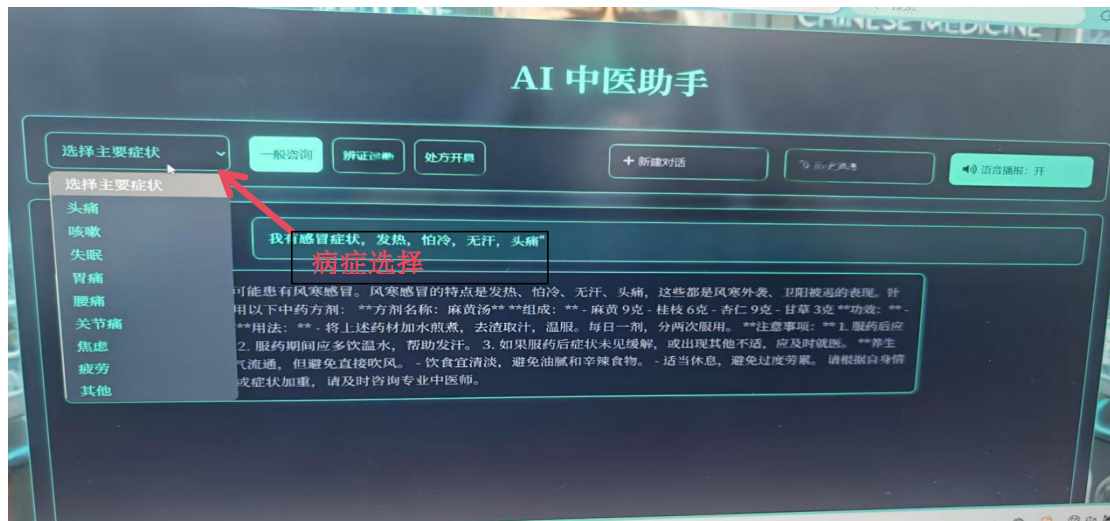 CHINESE MEDICINE
AI 中医助手
选择主要症状
一般咨询
辨证诊断
处方开具
+ 新建对话
语音播报：开
选择主要症状
头痛
咳嗽
失眠
胃痛
腰痛
关节痛
焦虑
疲劳
其他
我有感冒症状，发热，怕冷，无汗，头痛"
病症选择
可能患有风寒感冒。风寒感冒的特点是发热、怕冷、无汗、头痛，这些都是风寒外袭、卫阳被遏的表现。针
用以下中药方剂： **方剂名称：麻黄汤** **组成：** - 麻黄 9克 - 桂枝 6克 - 杏仁 9克 - 甘草 3克 **功效：** -
**用法：** - 将上述药材加水煎煮，去渣取汁，温服。每日一剂，分两次服用。 **注意事项：** 1. 服药后应
2. 服药期间应多饮温水，帮助发汗。 3. 如果服药后症状未见缓解，或出现其他不适，应及时就医。 **养生
气流通，但避免直接吹风。 - 饮食宜清淡，避免油腻和辛辣食物。 - 适当休息，避免过度劳累。 请根据自身情
或症状加重，请及时咨询专业中医师。